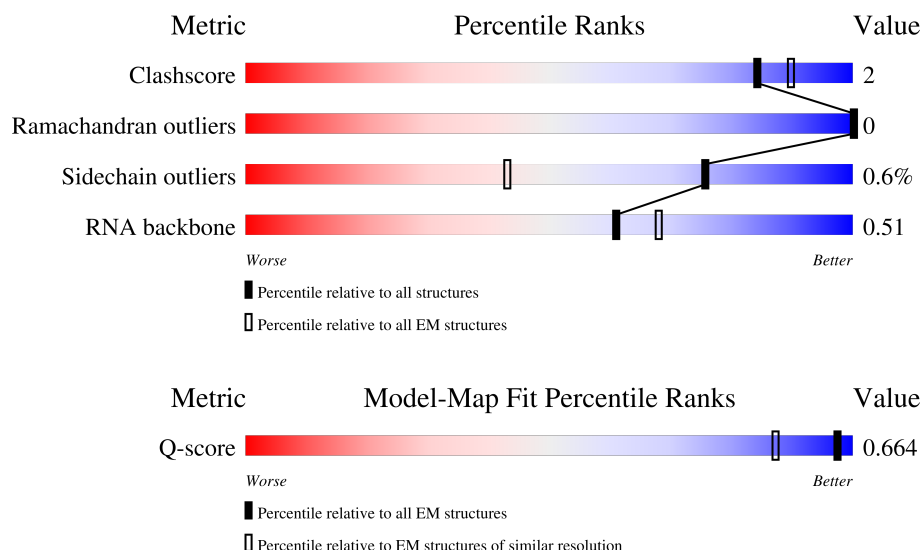 Metric Percentile Ranks Value
Clashscore 2
Ramachandran outliers 0
Sidechain outliers 0.6%
RNA backbone 0.51
Worse Better
Percentile relative to all structures
Percentile relative to all EM structures
Metric Model-Map Fit Percentile Ranks Value
Q-score 0.664
Worse Better
Percentile relative to all EM structures
Percentile relative to EM structures of similar resolution